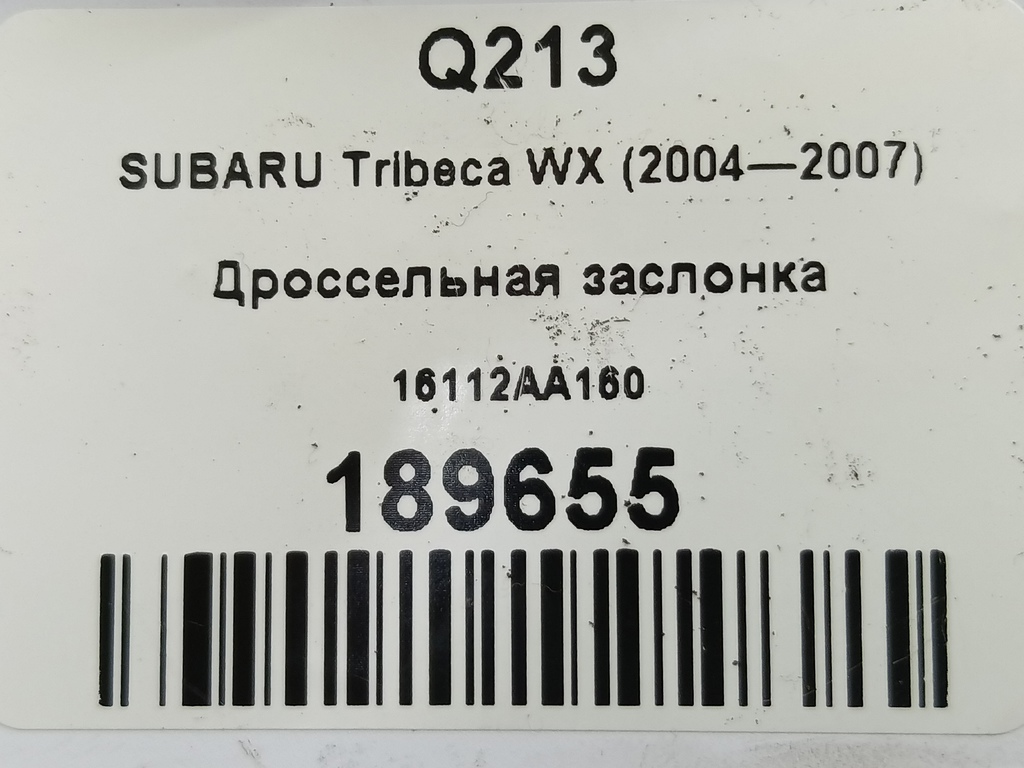 Q213
SUBARU Tribeca WX (2004—2007)
Дроссельная заслонка
16112AA160
189655